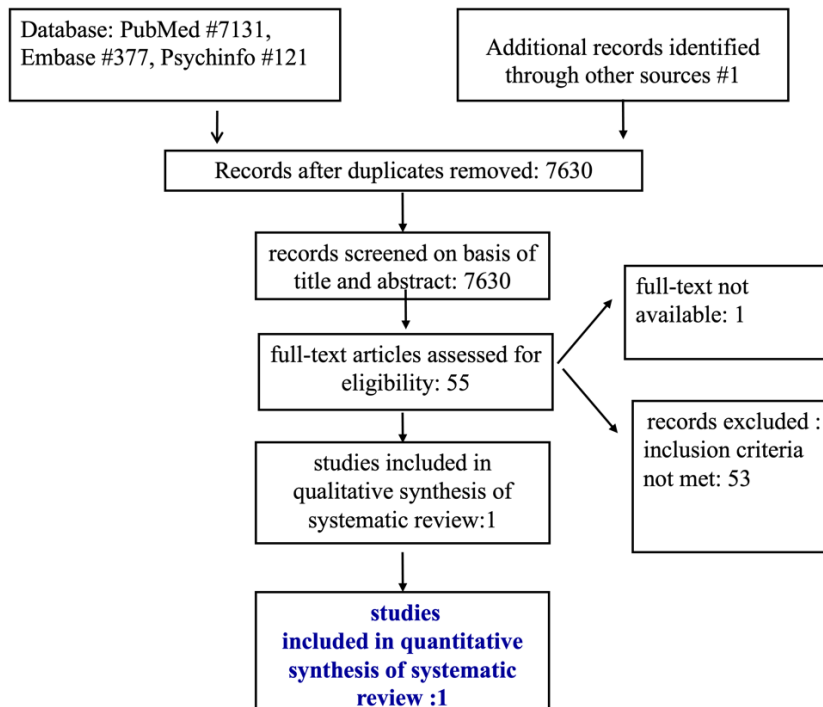 Database: PubMed #7131,
Embase #377, Psychinfo #121
Additional records identified
through other sources #1
Records after duplicates removed: 7630
records screened on basis of
title and abstract: 7630
full-text not
available: 1
full-text articles assessed for
eligibility: 55
records excluded :
inclusion criteria
not met: 53
studies included in
qualitative synthesis of
systematic review:1
studies
included in quantitative
synthesis of systematic
review :1